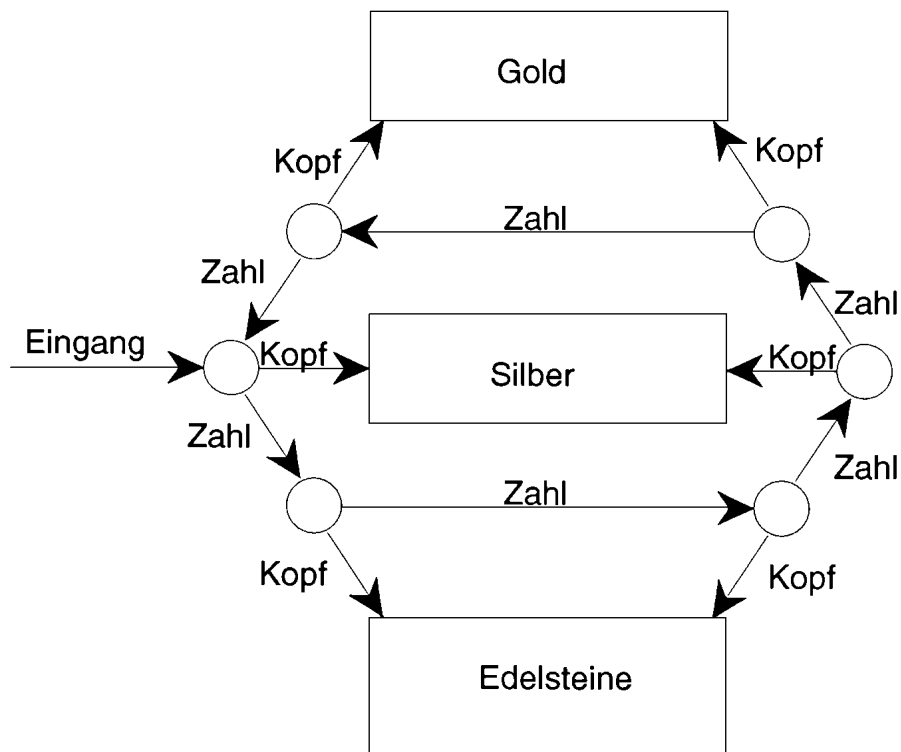 Gold
Kopf
Kopf
Zahl
Zahl
Zahl
Eingang
Kopf
Silber
Kopf
Zahl
Zahl
Zahl
Kopf
Kopf
Edelsteine